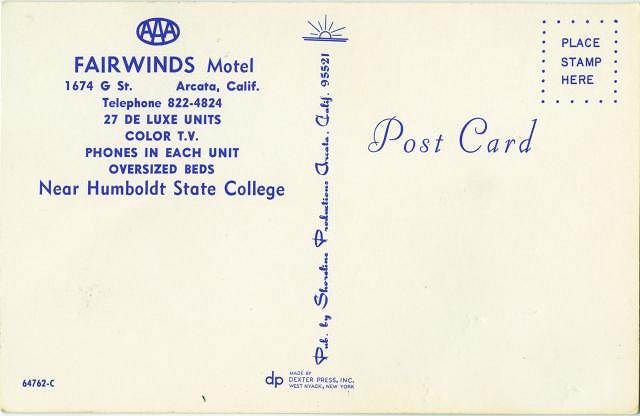 AAA
FAIRWINDS Motel
1674 G St. Arcata, Calif.
Telephone 822-4824
27 DE LUXE UNITS
COLOR T.V.
PHONES IN EACH UNIT
OVERSIZED BEDS
Near Humboldt State College
64762-C
Pub. by Shoreline Productions Arcata, Calif. 95521
dp
MADE BY
DEXTER PRESS, INC.
WEST NYACK, NEW YORK
PLACE
STAMP
HERE
Post Card